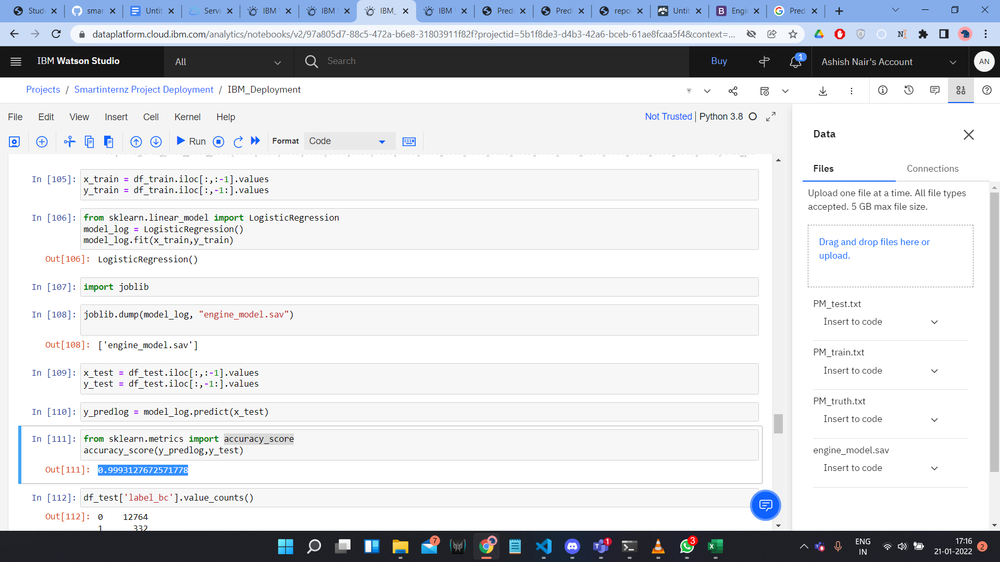 Stude
smar
Untit
Servi
IBM W
IBM W
IBM_
IBM W
Predi
Predi
repo
Untit
Engi
Pred
dataplatform.cloud.ibm.com/analytics/notebooks/v2/97a805d7-88c5-472a-b6e8-31803911f82f?projectid=5b1f8de3-d4b3-42a6-bceb-61ae8fcaa5f4&context=...
IBM Watson Studio
All
Search
Buy
1
Ashish Nair's Account
AN
Projects / Smartinternz Project Deployment / IBM_Deployment
File Edit View Insert Cell Kernel Help
Not Trusted | Python 3.8
Run
Format
Code
In [105]: x_train = df_train.iloc[:,:-1].values
y_train = df_train.iloc[:,-1:].values
In [106]: from sklearn.linear_model import LogisticRegression
model_log = LogisticRegression()
model_log.fit(x_train,y_train)
Out[106]: LogisticRegression()
In [107]: import joblib
In [108]: joblib.dump(model_log, "engine_model.sav")
Out[108]: ['engine_model.sav']
In [109]: x_test = df_test.iloc[:,:-1].values
y_test = df_test.iloc[:,-1:].values
In [110]: y_predlog = model_log.predict(x_test)
In [111]: from sklearn.metrics import accuracy_score
accuracy_score(y_predlog,y_test)
Out[111]: 0.9993127672571778
In [112]: df_test['label_bc'].value_counts()
Out[112]: 0 12764
1 332
Data
Files
Connections
Upload one file at a time. All file types
accepted. 5 GB max file size.
Drag and drop files here or
upload.
PM_test.txt
Insert to code
PM_train.txt
Insert to code
PM_truth.txt
Insert to code
engine_model.sav
Insert to code
7
1
3
ENG
IN
17:16
21-01-2022
2